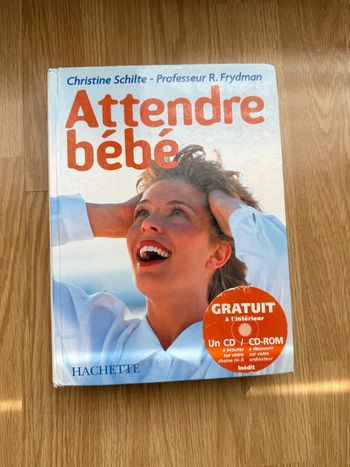 Christine Schilte - Professeur R. Frydman
Attendre
bébé
GRATUIT
à l'intérieur
Un CD / CD-ROM
à écouter à découvrir
sur votre sur votre
chaîne hi-fi ordinateur
Inédit
HACHETTE